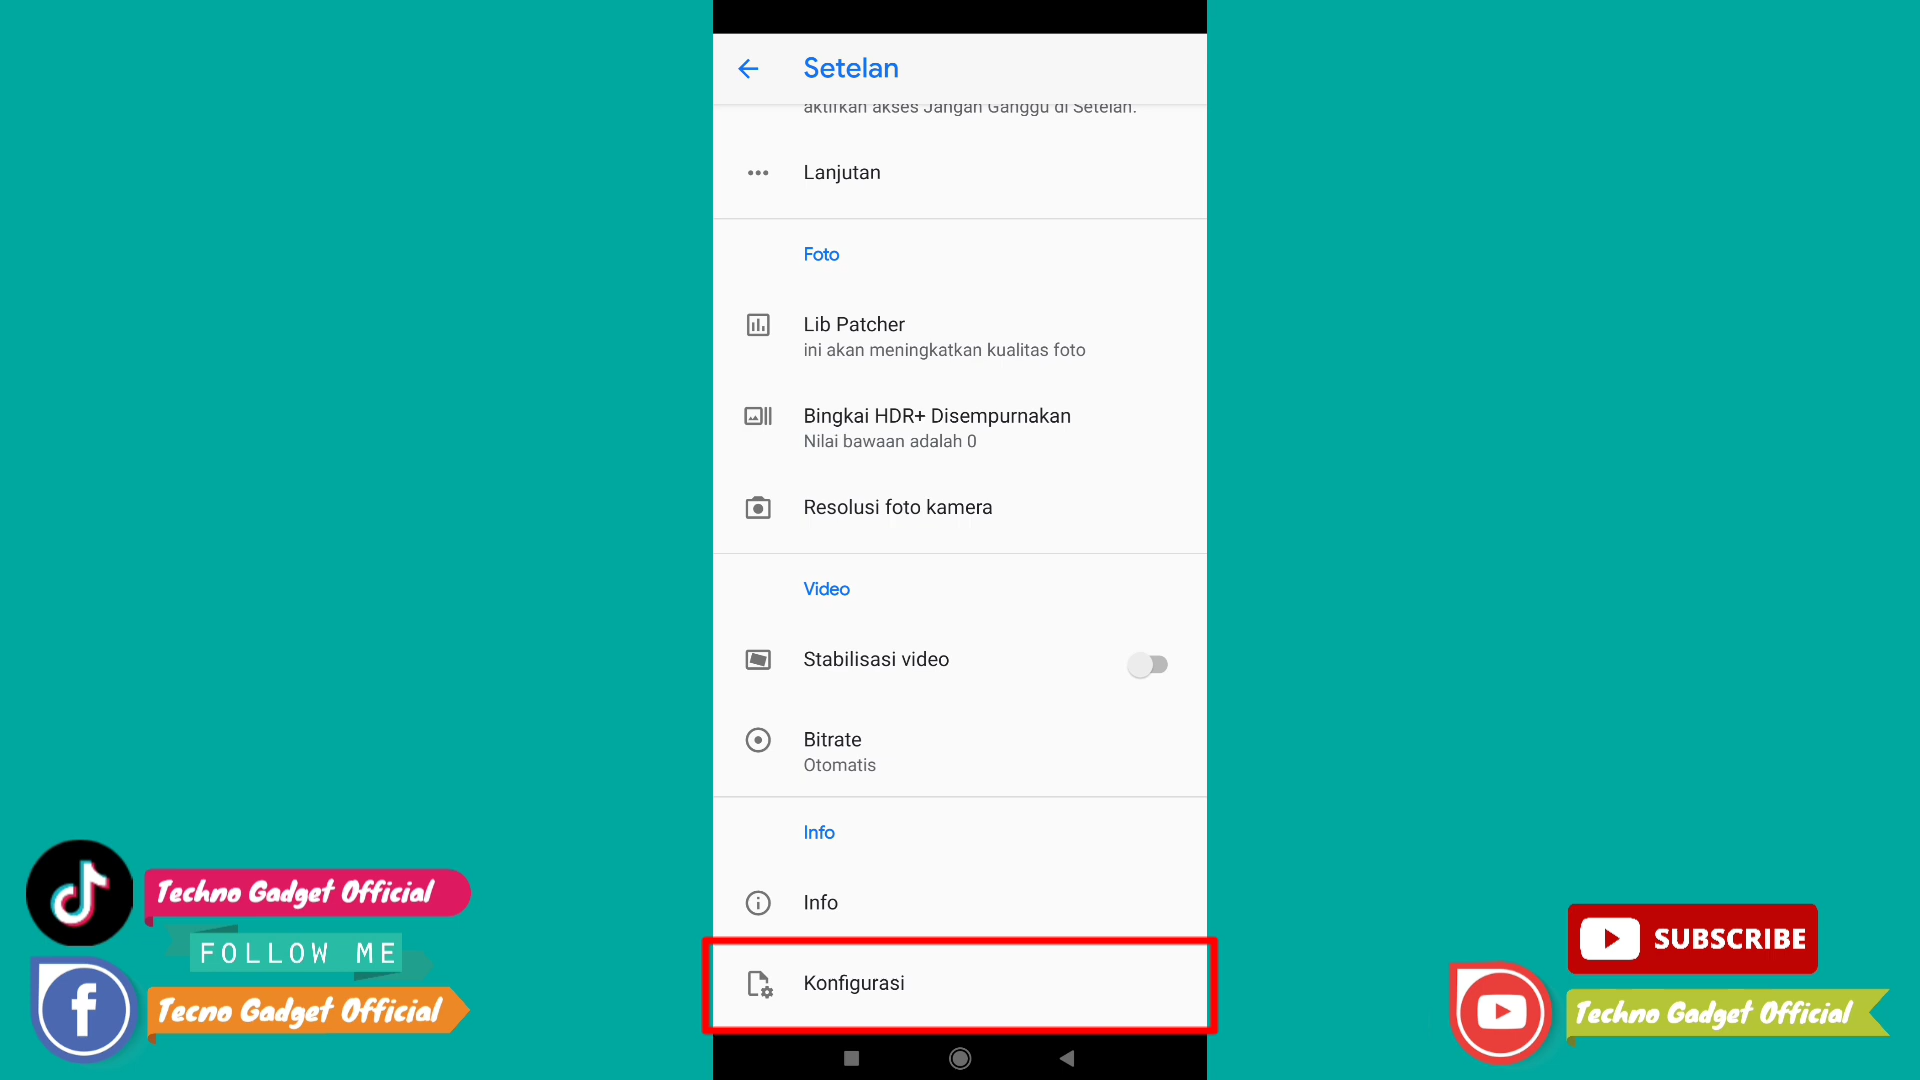 Setelan
aktifkan akses Jangan Ganggu di Setelan.
Lanjutan
Foto
Lib Patcher
ini akan meningkatkan kualitas foto
Bingkai HDR+ Disempurnakan
Nilai bawaan adalah 0
Resolusi foto kamera
Video
Stabilisasi video
Bitrate
Otomatis
Info
Info
Konfigurasi
Techno Gadget Official
FOLLOW ME
Tecno Gadget Official
SUBSCRIBE
Techno Gadget Official